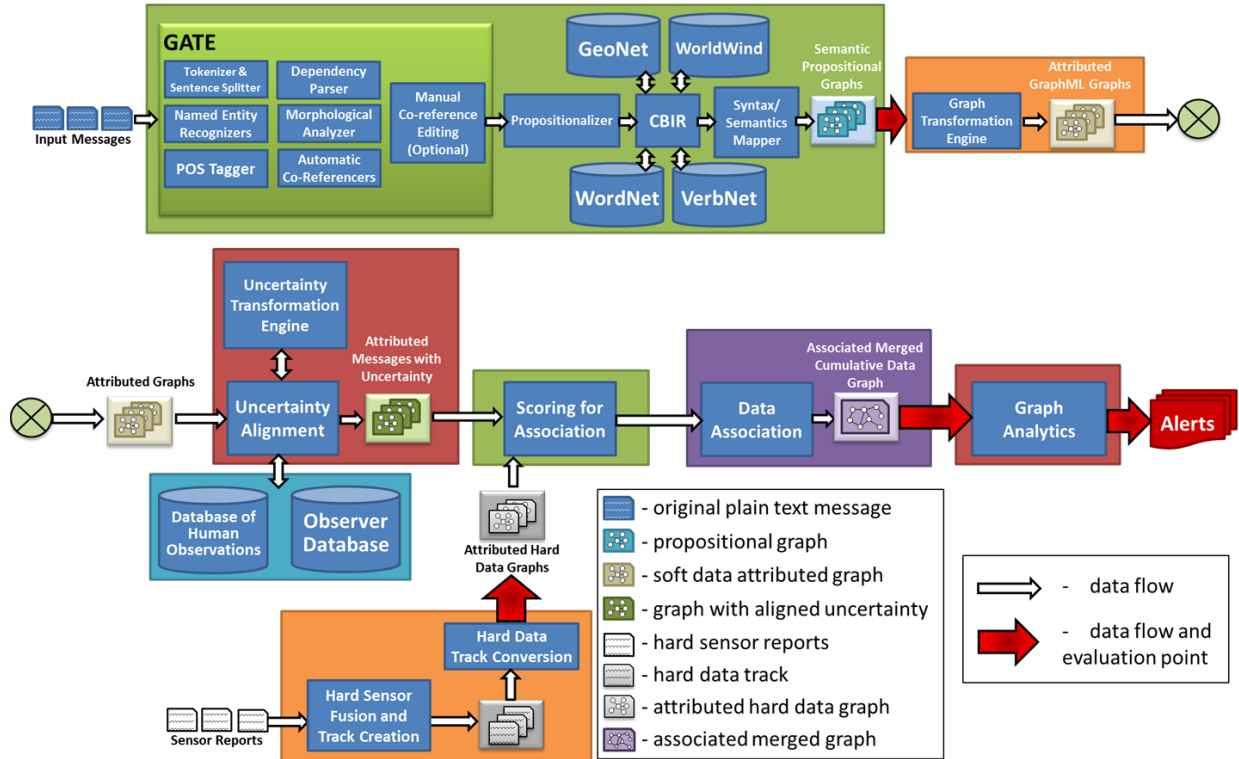 GATE
Tokenizer &
Sentence Splitter
Dependency
Parser
Named Entity
Recognizers
Morphological
Analyzer
POS Tagger
Automatic
Co-Referencers
Manual
Co-reference
Editing
(Optional)
Input Messages
Propositionalizer
GeoNet
WorldWind
CBIR
WordNet
VerbNet
Syntax/
Semantics
Mapper
Semantic
Propositional
Graphs
Graph
Transformation
Engine
Attributed
GraphML Graphs
Uncertainty
Transformation
Engine
Attributed
Messages with
Uncertainty
Attributed Graphs
Uncertainty
Alignment
Database of
Human
Observations
Observer
Database
Scoring for
Association
Attributed Hard
Data Graphs
Data
Association
Associated Merged
Cumulative Data
Graph
Graph
Analytics
Alerts
Hard Data
Track Conversion
Hard Sensor
Fusion and
Track Creation
Sensor Reports
- original plain text message
- propositional graph
- soft data attributed graph
- graph with aligned uncertainty
- hard sensor reports
- hard data track
- attributed hard data graph
- associated merged graph
- data flow
- data flow and
evaluation point